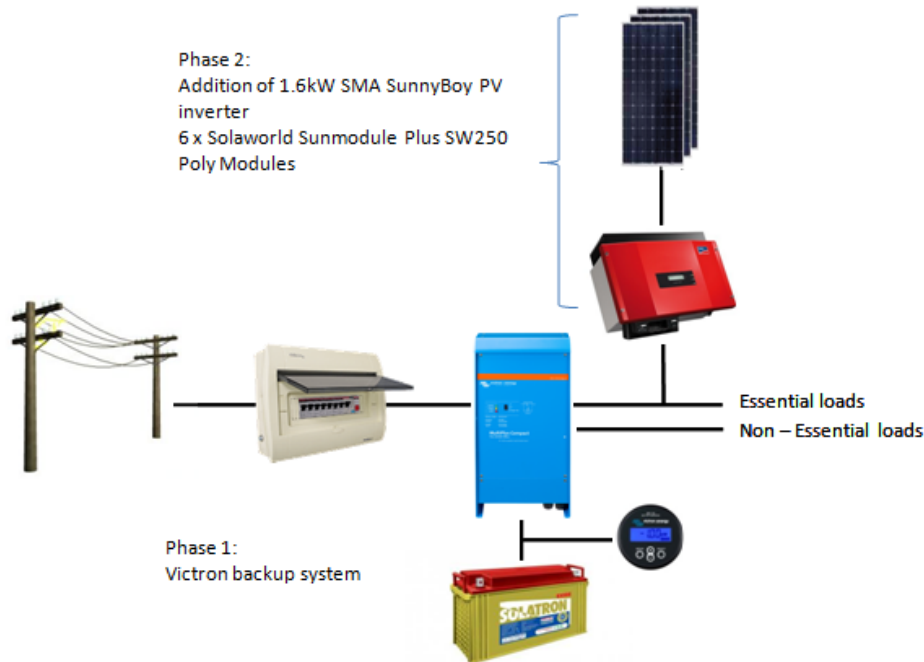 Phase 2:
Addition of 1.6kW SMA SunnyBoy PV
inverter
6 x Solaworld Sunmodule Plus SW250
Poly Modules
Essential loads
Non – Essential loads
Phase 1:
Victron backup system
SOLATRON